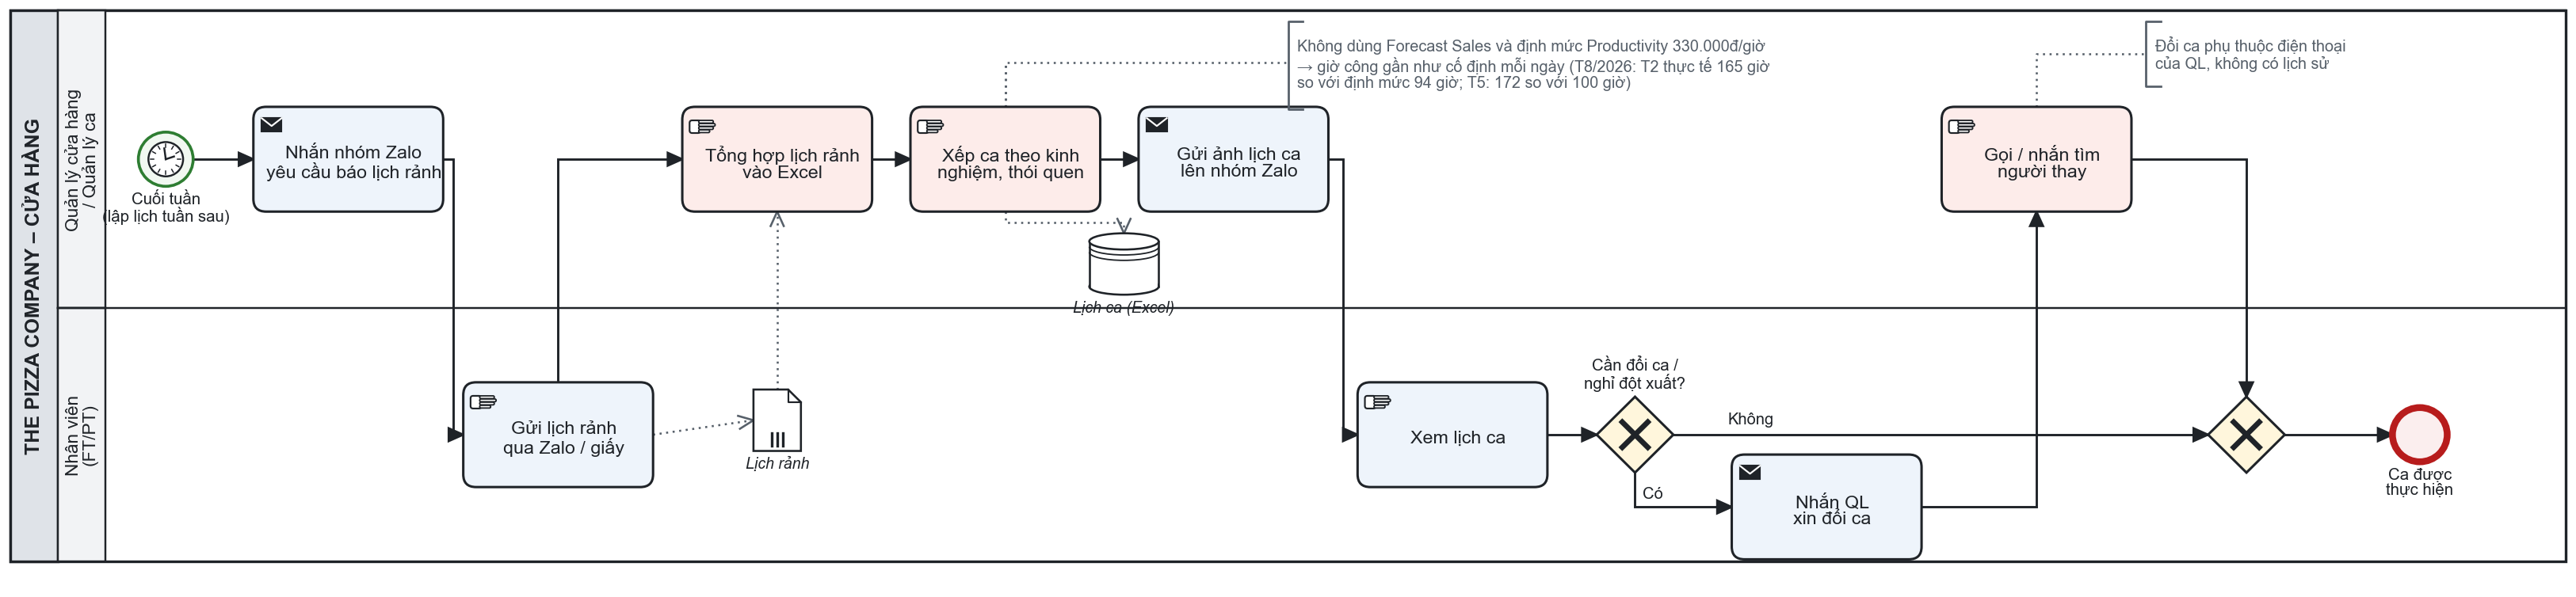 THE PIZZA COMPANY – CỬA HÀNG
Quản lý cửa hàng
/ Quản lý ca
Cuối tuần
(lập lịch tuần sau)
Nhắn nhóm Zalo
yêu cầu báo lịch rảnh
Tổng hợp lịch rảnh
vào Excel
Xếp ca theo kinh
nghiệm, thói quen
Gửi ảnh lịch ca
lên nhóm Zalo
Không dùng Forecast Sales và định mức Productivity 330.000đ/giờ
→ giờ công gần như cố định mỗi ngày (T8/2026: T2 thực tế 165 giờ
so với định mức 94 giờ; T5: 172 so với 100 giờ)
Lịch ca (Excel)
Gọi / nhắn tìm
người thay
Đổi ca phụ thuộc điện thoại
của QL, không có lịch sử
Nhân viên
(FT/PT)
Gửi lịch rảnh
qua Zalo / giấy
Lịch rảnh
Xem lịch ca
Cần đổi ca /
nghỉ đột xuất?
Không
Có
Nhắn QL
xin đổi ca
Ca được
thực hiện